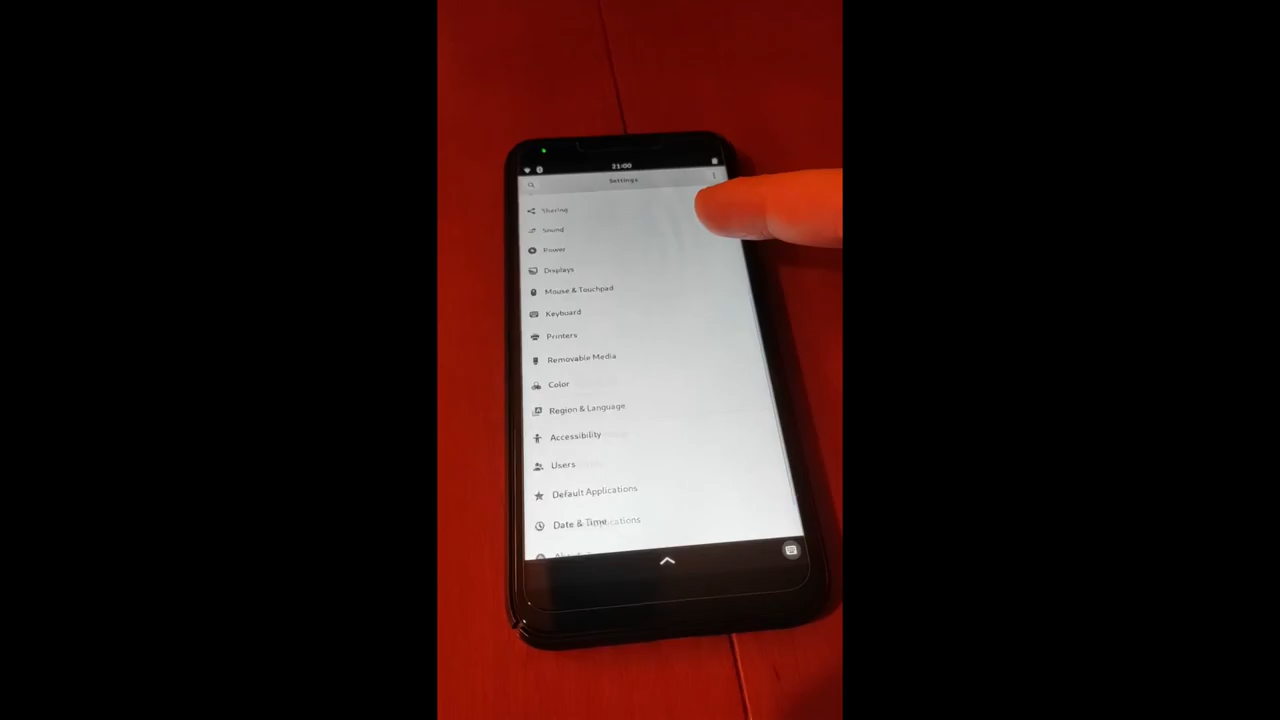 21:00
Settings
Sharing
Sound
Power
Displays
Mouse & Touchpad
Keyboard
Printers
Removable Media
Color
Region & Language
Accessibility
Users
Default Applications
Date & Time